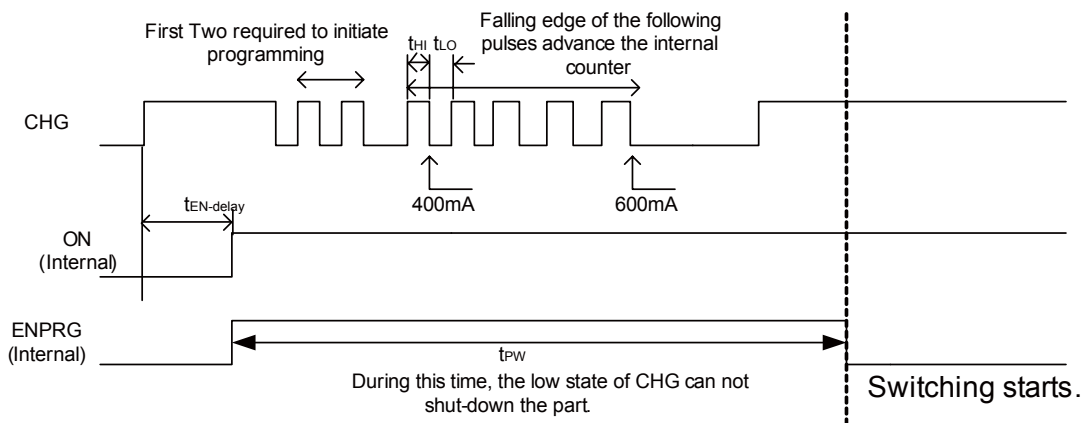 First Two required to initiate
programming
Falling edge of the following
pulses advance the internal
counter
tHI tLO
CHG
400mA
600mA
tEN-delay
ON
(Internal)
ENPRG
(Internal)
tPW
During this time, the low state of CHG can not
shut-down the part.
Switching starts.